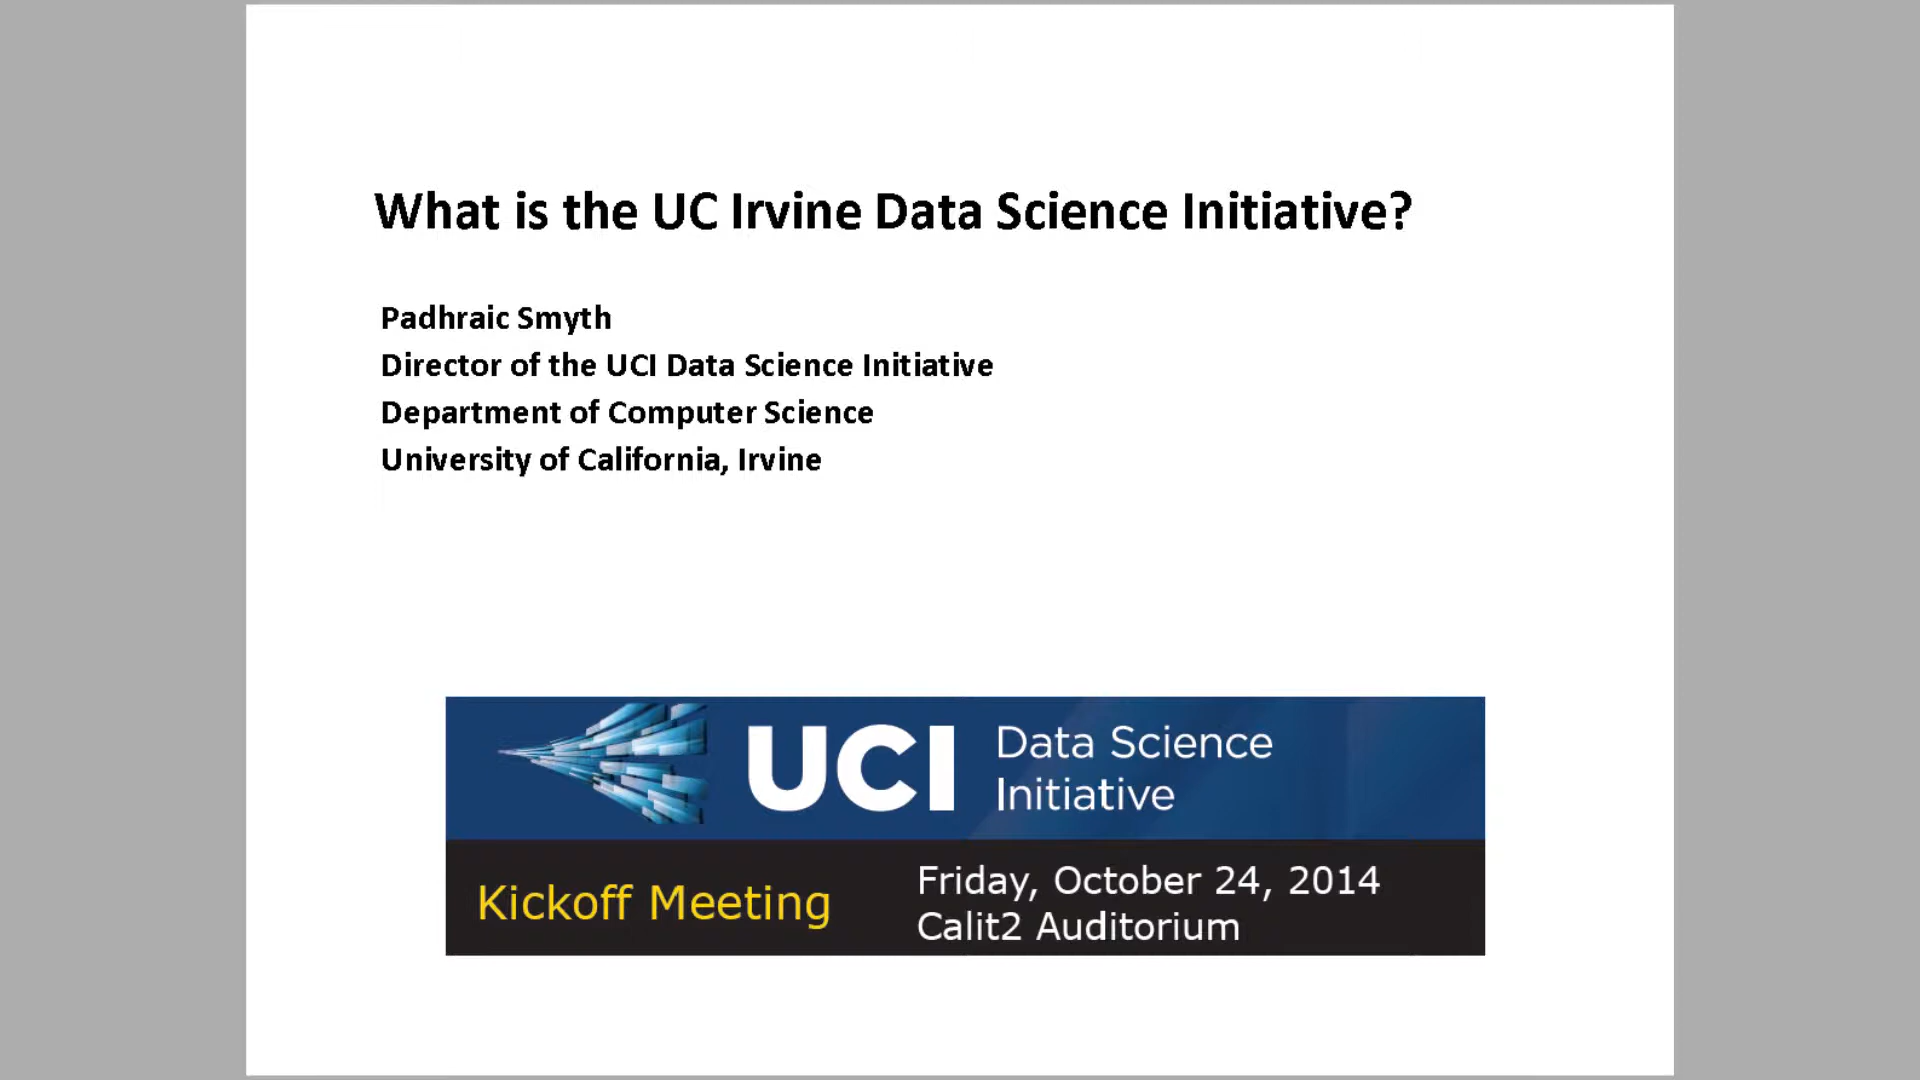 What is the UC Irvine Data Science Initiative?
Padhraic Smyth
Director of the UCI Data Science Initiative
Department of Computer Science
University of California, Irvine
UCI Data Science
Initiative
Kickoff Meeting
Friday, October 24, 2014
Calit2 Auditorium